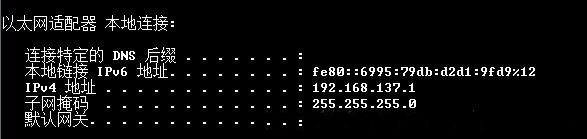 以太网适配器 本地连接:
连接特定的 DNS 后缀 . . . . . . . :
本地链接 IPv6 地址. . . . . . . . : fe80::6995:79db:d2d1:9fd9%12
IPv4 地址 . . . . . . . . . . . . : 192.168.137.1
子网掩码 . . . . . . . . . . . . : 255.255.255.0
默认网关. . . . . . . . . . . . . :